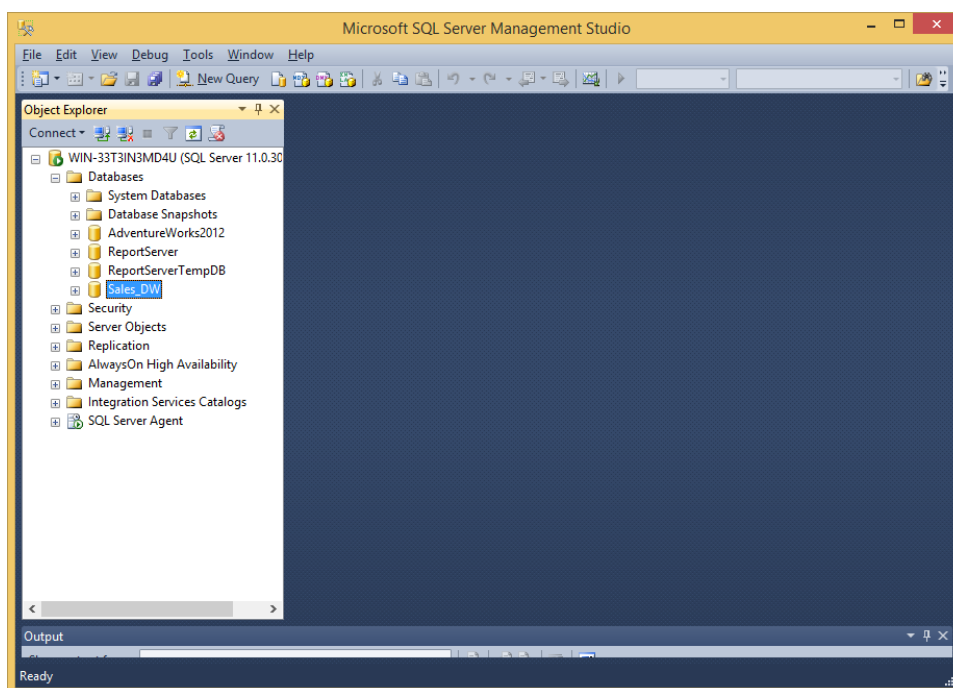 Microsoft SQL Server Management Studio
File Edit View Debug Tools Window Help
New Query
Object Explorer
Connect
WIN-33T3IN3MD4U (SQL Server 11.0.30
Databases
System Databases
Database Snapshots
AdventureWorks2012
ReportServer
ReportServerTempDB
Sales_DW
Security
Server Objects
Replication
AlwaysOn High Availability
Management
Integration Services Catalogs
SQL Server Agent
Output
Ready